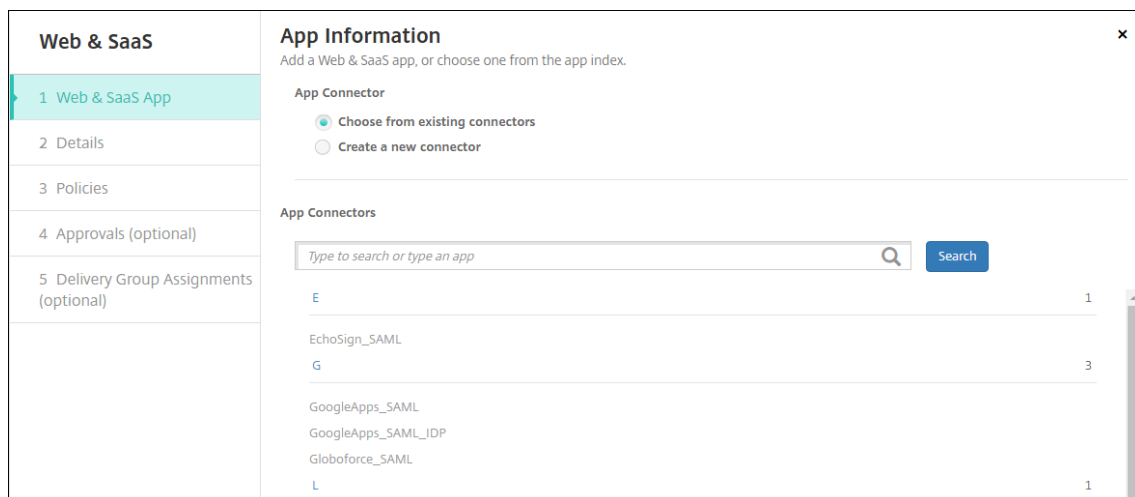 Web & SaaS
1 Web & SaaS App
2 Details
3 Policies
4 Approvals (optional)
5 Delivery Group Assignments
(optional)
App Information
×
Add a Web & SaaS app, or choose one from the app index.
App Connector
Choose from existing connectors
Create a new connector
App Connectors
Type to search or type an app
Search
E 1
EchoSign_SAML
G 3
GoogleApps_SAML
GoogleApps_SAML_IDP
Globoforce_SAML
L 1